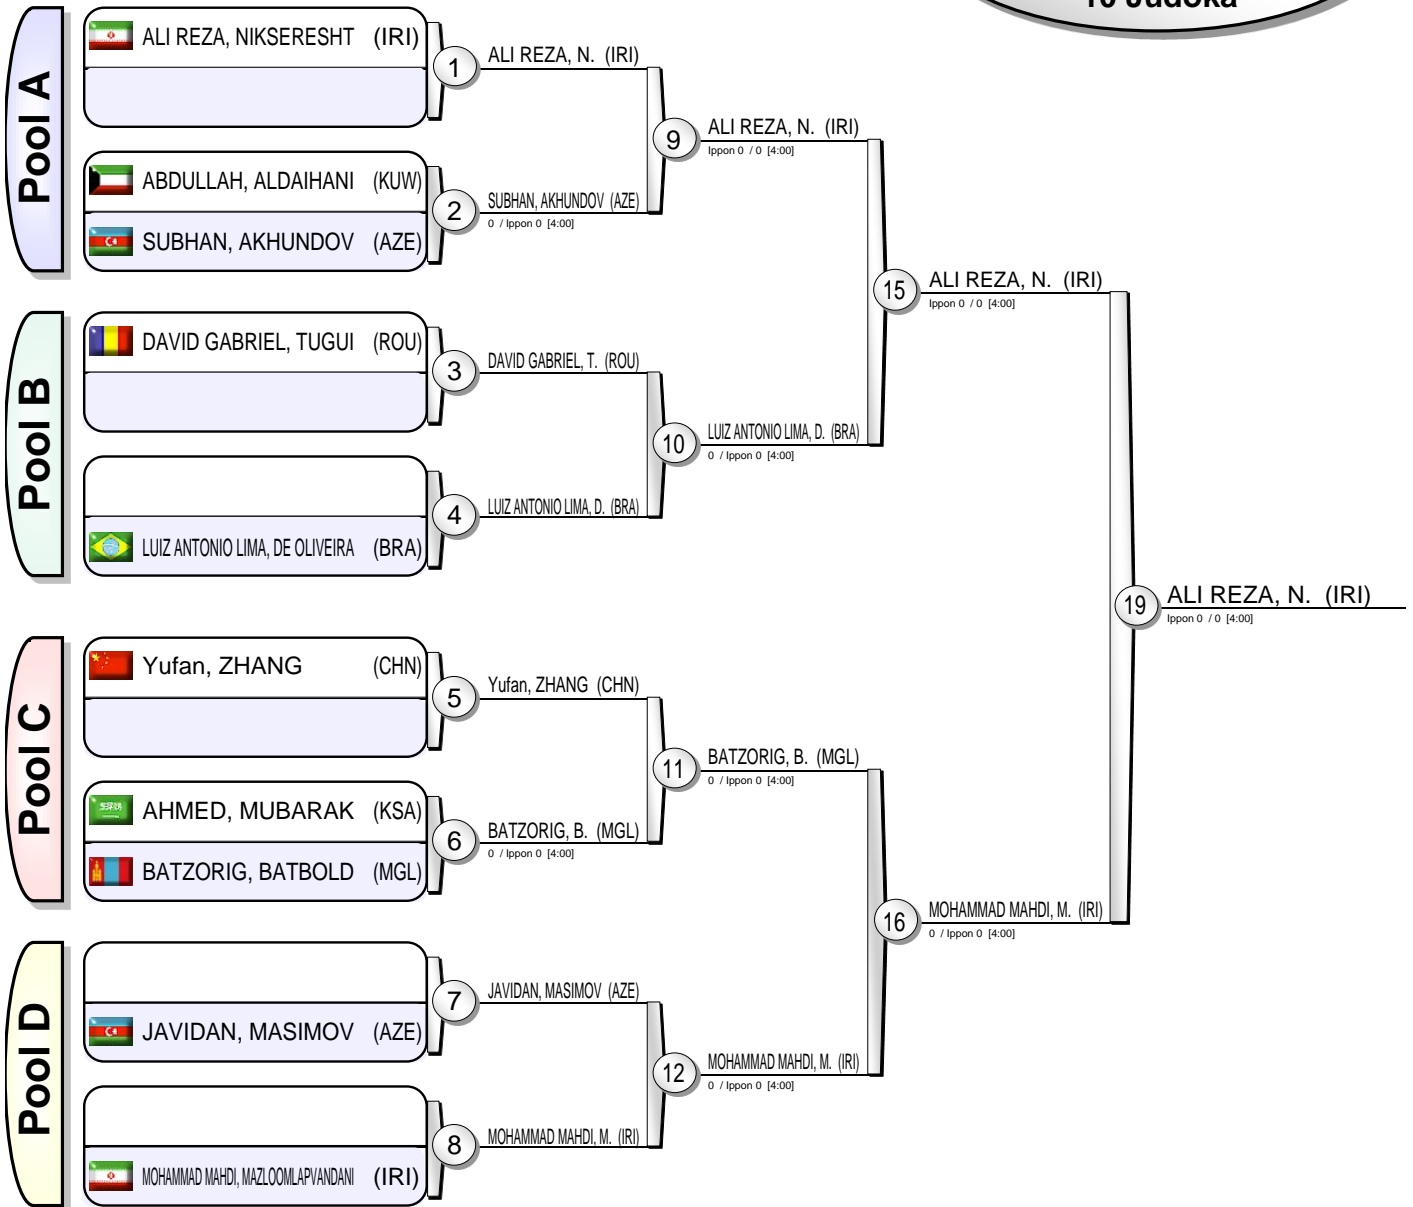 10 Judoka
Pool A
ALI REZA, NIKSERESHT (IRI)
1
ALI REZA, N. (IRI)
ABDULLAH, ALDAIHANI (KUW)
SUBHAN, AKHUNDOV (AZE)
2
SUBHAN, AKHUNDOV (AZE)
0 / Ippon 0 [4:00]
9
ALI REZA, N. (IRI)
Ippon 0 / 0 [4:00]
Pool B
DAVID GABRIEL, TUGUI (ROU)
3
DAVID GABRIEL, T. (ROU)
LUIZ ANTONIO LIMA, DE OLIVEIRA (BRA)
4
LUIZ ANTONIO LIMA, D. (BRA)
10
LUIZ ANTONIO LIMA, D. (BRA)
0 / Ippon 0 [4:00]
15
ALI REZA, N. (IRI)
Ippon 0 / 0 [4:00]
Pool C
Yufan, ZHANG (CHN)
5
Yufan, ZHANG (CHN)
AHMED, MUBARAK (KSA)
BATZORIG, BATBOLD (MGL)
6
BATZORIG, B. (MGL)
0 / Ippon 0 [4:00]
11
BATZORIG, B. (MGL)
0 / Ippon 0 [4:00]
Pool D
JAVIDAN, MASIMOV (AZE)
7
JAVIDAN, MASIMOV (AZE)
MOHAMMAD MAHDI, MAZLOOMLAPVANDANI (IRI)
8
MOHAMMAD MAHDI, M. (IRI)
12
MOHAMMAD MAHDI, M. (IRI)
0 / Ippon 0 [4:00]
16
MOHAMMAD MAHDI, M. (IRI)
0 / Ippon 0 [4:00]
19
ALI REZA, N. (IRI)
Ippon 0 / 0 [4:00]